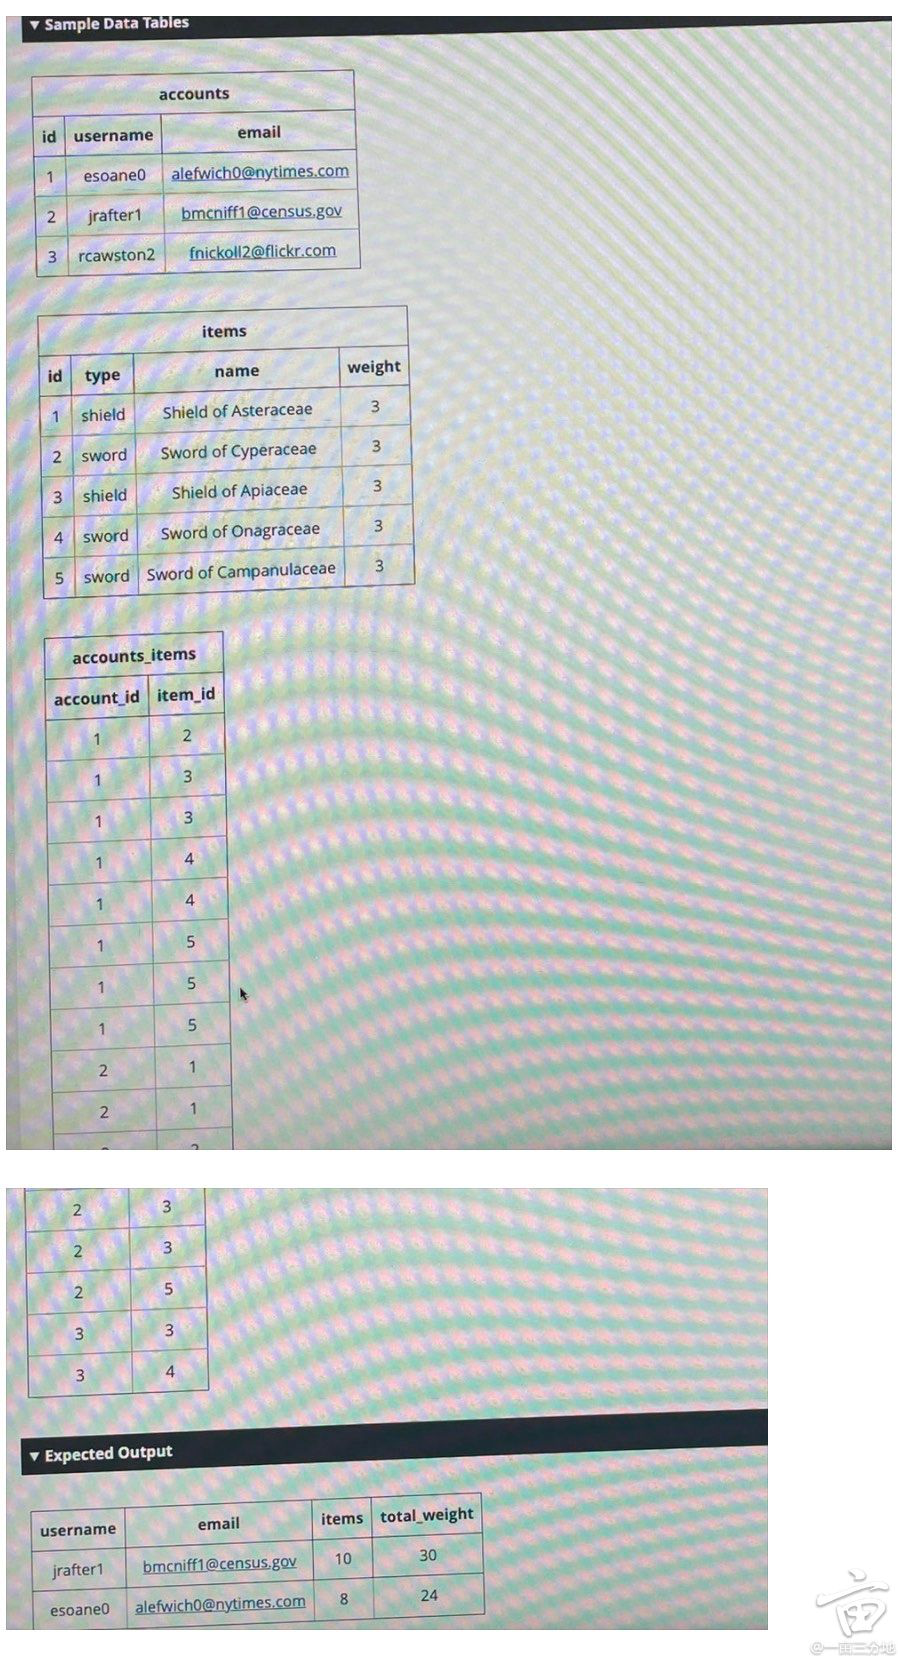 ▼ Sample Data Tables
accounts
id username email
1 esoane0 alefwich0@nytimes.com
2 jrafter1 bmcniff1@census.gov
3 rcawston2 fnickoll2@flickr.com
items
id type name weight
1 shield Shield of Asteraceae 3
2 sword Sword of Cyperaceae 3
3 shield Shield of Apiaceae 3
4 sword Sword of Onagraceae 3
5 sword Sword of Campanulaceae 3
accounts_items
account_id item_id
1 2
1 3
1 3
1 4
1 4
1 5
1 5
1 5
2 1
2 1
2 3
2 3
2 5
3 3
3 4
▼ Expected Output
username email items total_weight
jrafter1 bmcniff1@census.gov 10 30
esoane0 alefwich0@nytimes.com 8 24
亩
@一亩三分地